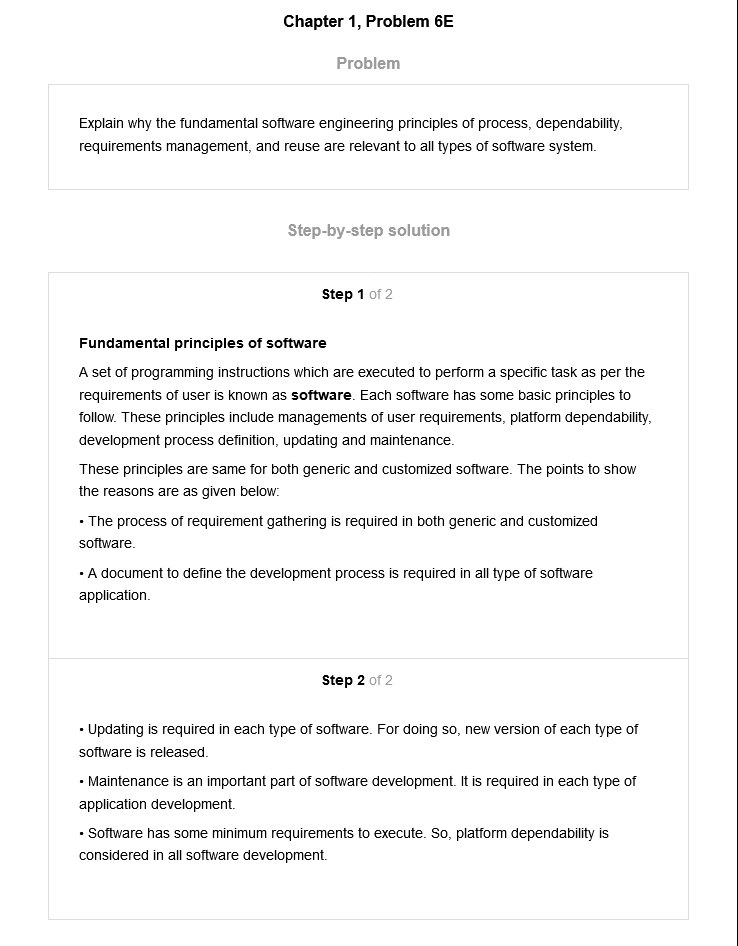 Chapter 1, Problem 6E
Problem
Explain why the fundamental software engineering principles of process, dependability,
requirements management, and reuse are relevant to all types of software system.
Step-by-step solution
Step 1 of 2
Fundamental principles of software
A set of programming instructions which are executed to perform a specific task as per the
requirements of user is known as software. Each software has some basic principles to
follow. These principles include managements of user requirements, platform dependability,
development process definition, updating and maintenance.
These principles are same for both generic and customized software. The points to show
the reasons are as given below:
• The process of requirement gathering is required in both generic and customized
software.
• A document to define the development process is required in all type of software
application.
Step 2 of 2
• Updating is required in each type of software. For doing so, new version of each type of
software is released.
• Maintenance is an important part of software development. It is required in each type of
application development.
• Software has some minimum requirements to execute. So, platform dependability is
considered in all software development.